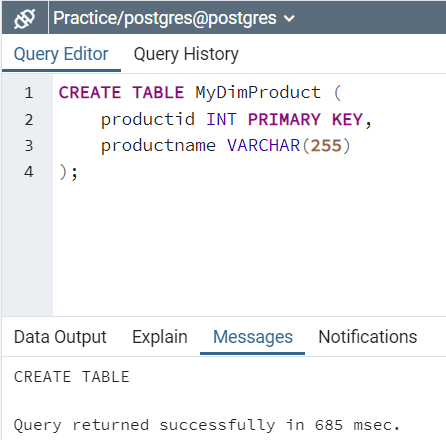 Practice/postgres@postgres
Query Editor Query History
1 CREATE TABLE MyDimProduct (
2 productid INT PRIMARY KEY,
3 productname VARCHAR(255)
4 );
Data Output Explain Messages Notifications
CREATE TABLE
Query returned successfully in 685 msec.